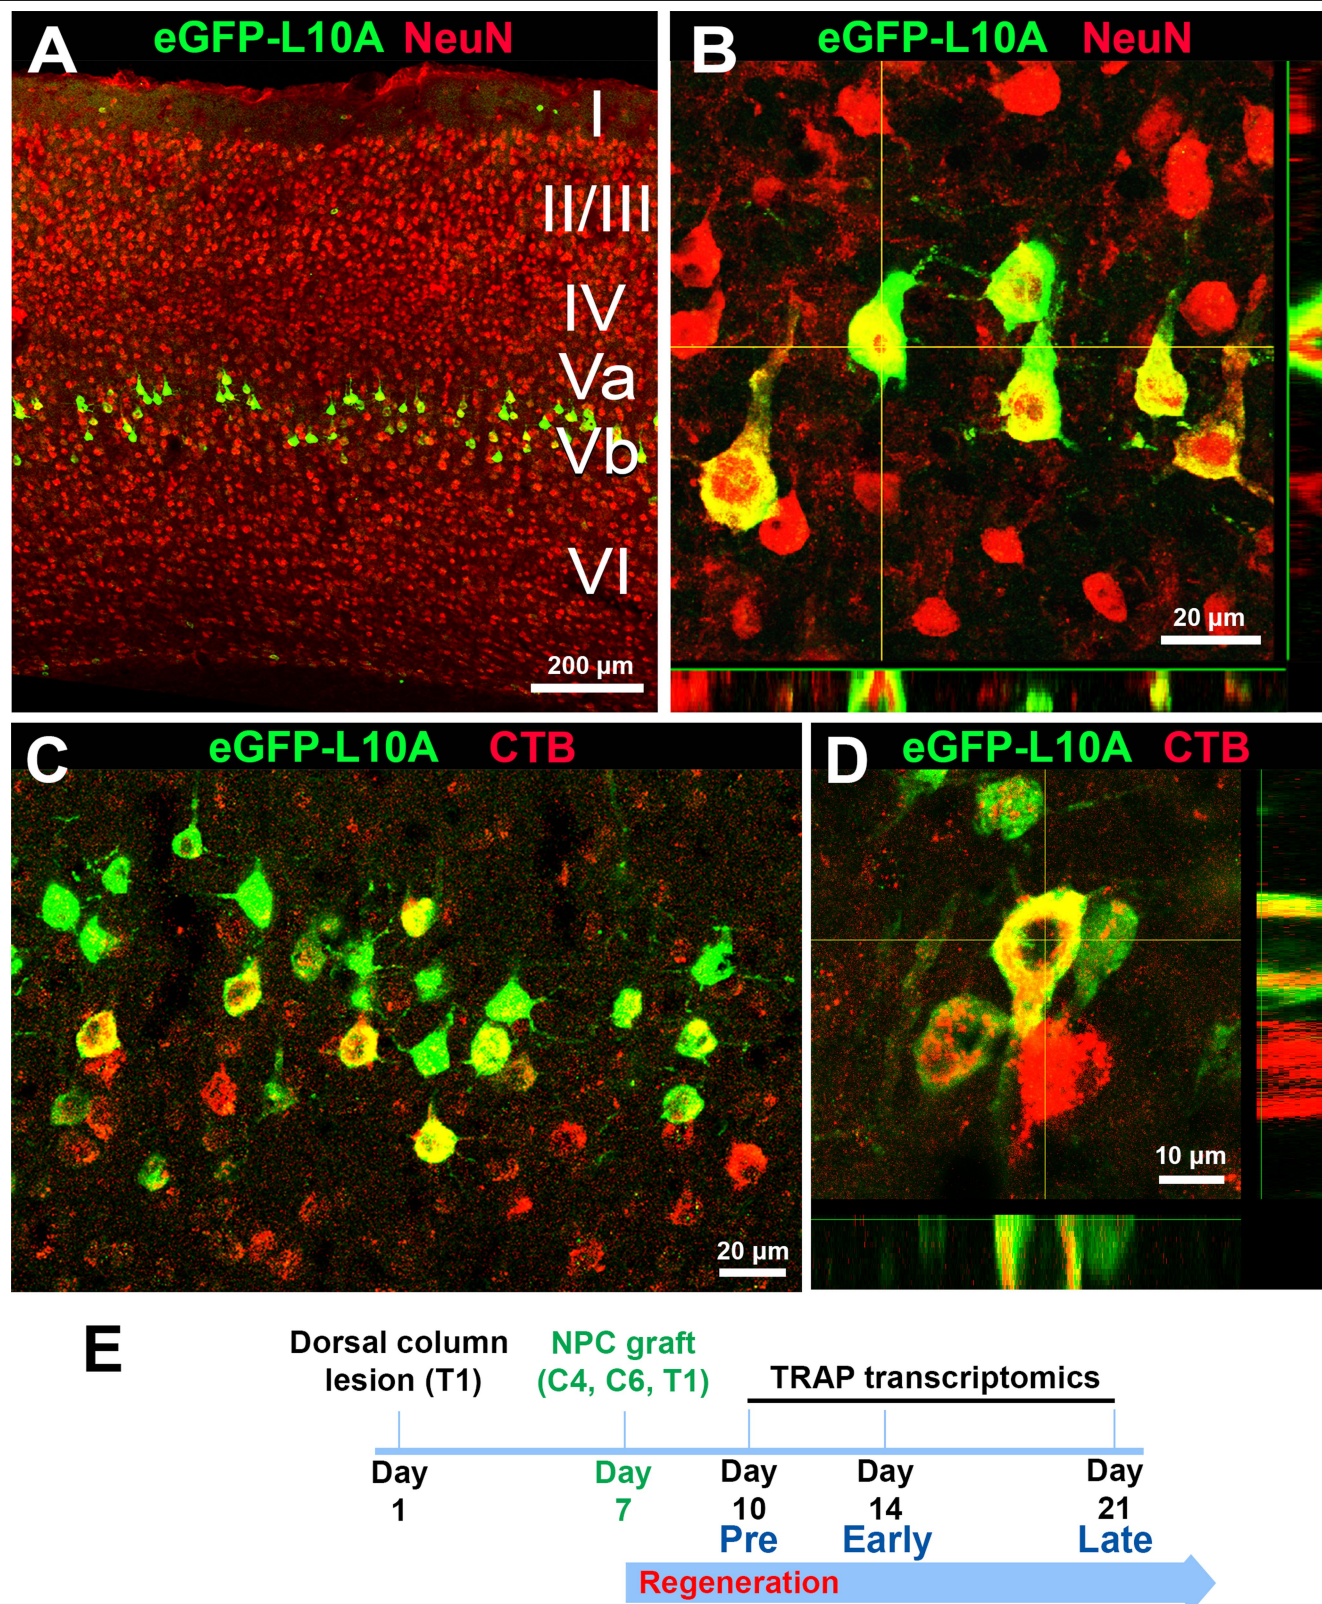 A
eGFP-L10A NeuN
I
II/III
IV
Va
Vb
VI
200 µm
B
eGFP-L10A NeuN
20 µm
C
eGFP-L10A CTB
20 µm
D
eGFP-L10A CTB
10 µm
E
Dorsal column
lesion (T1)
NPC graft
(C4, C6, T1)
TRAP transcriptomics
Day
1
Day
7
Day
10
Pre
Day
14
Early
Day
21
Late
Regeneration